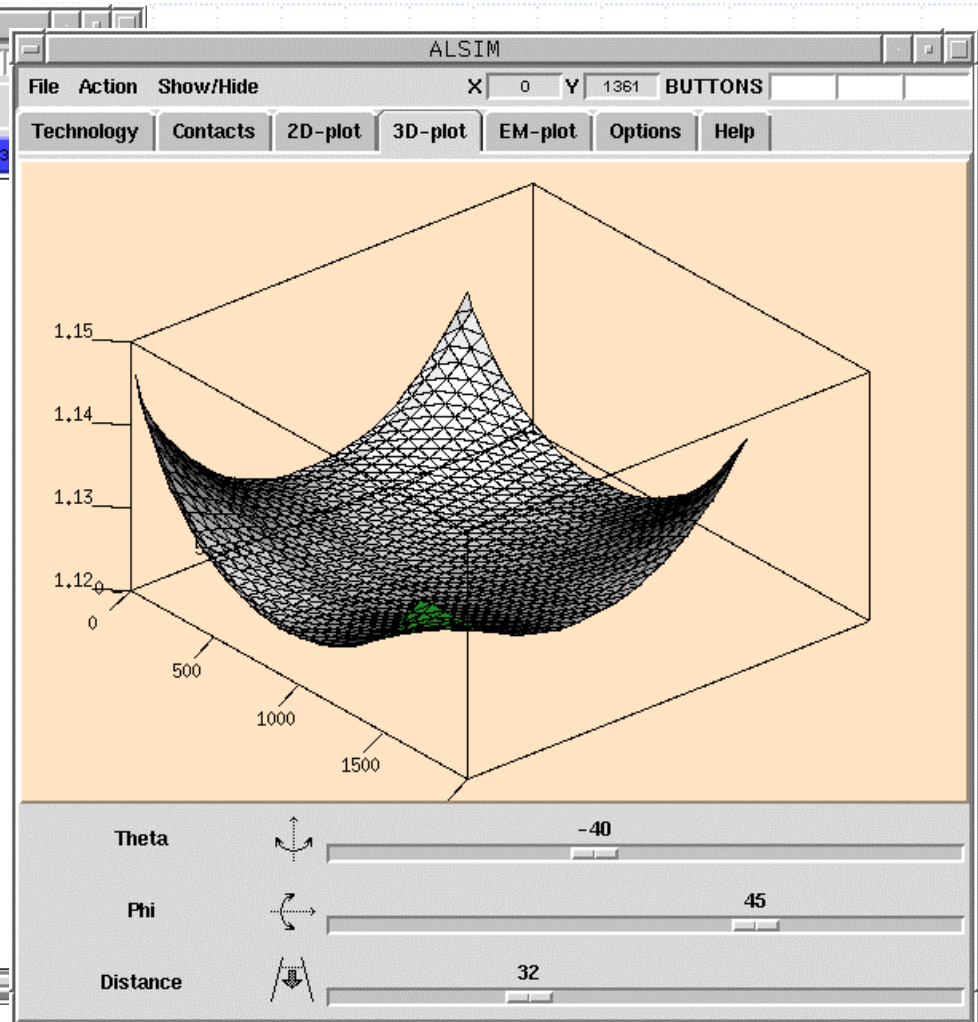 ALSIM
File Action Show/Hide X 0 Y 1361 BUTTONS
Technology Contacts 2D-plot 3D-plot EM-plot Options Help
1.15
1.14
1.13
1.12 0
0
500
1000
1500
Theta -40
Phi 45
Distance 32